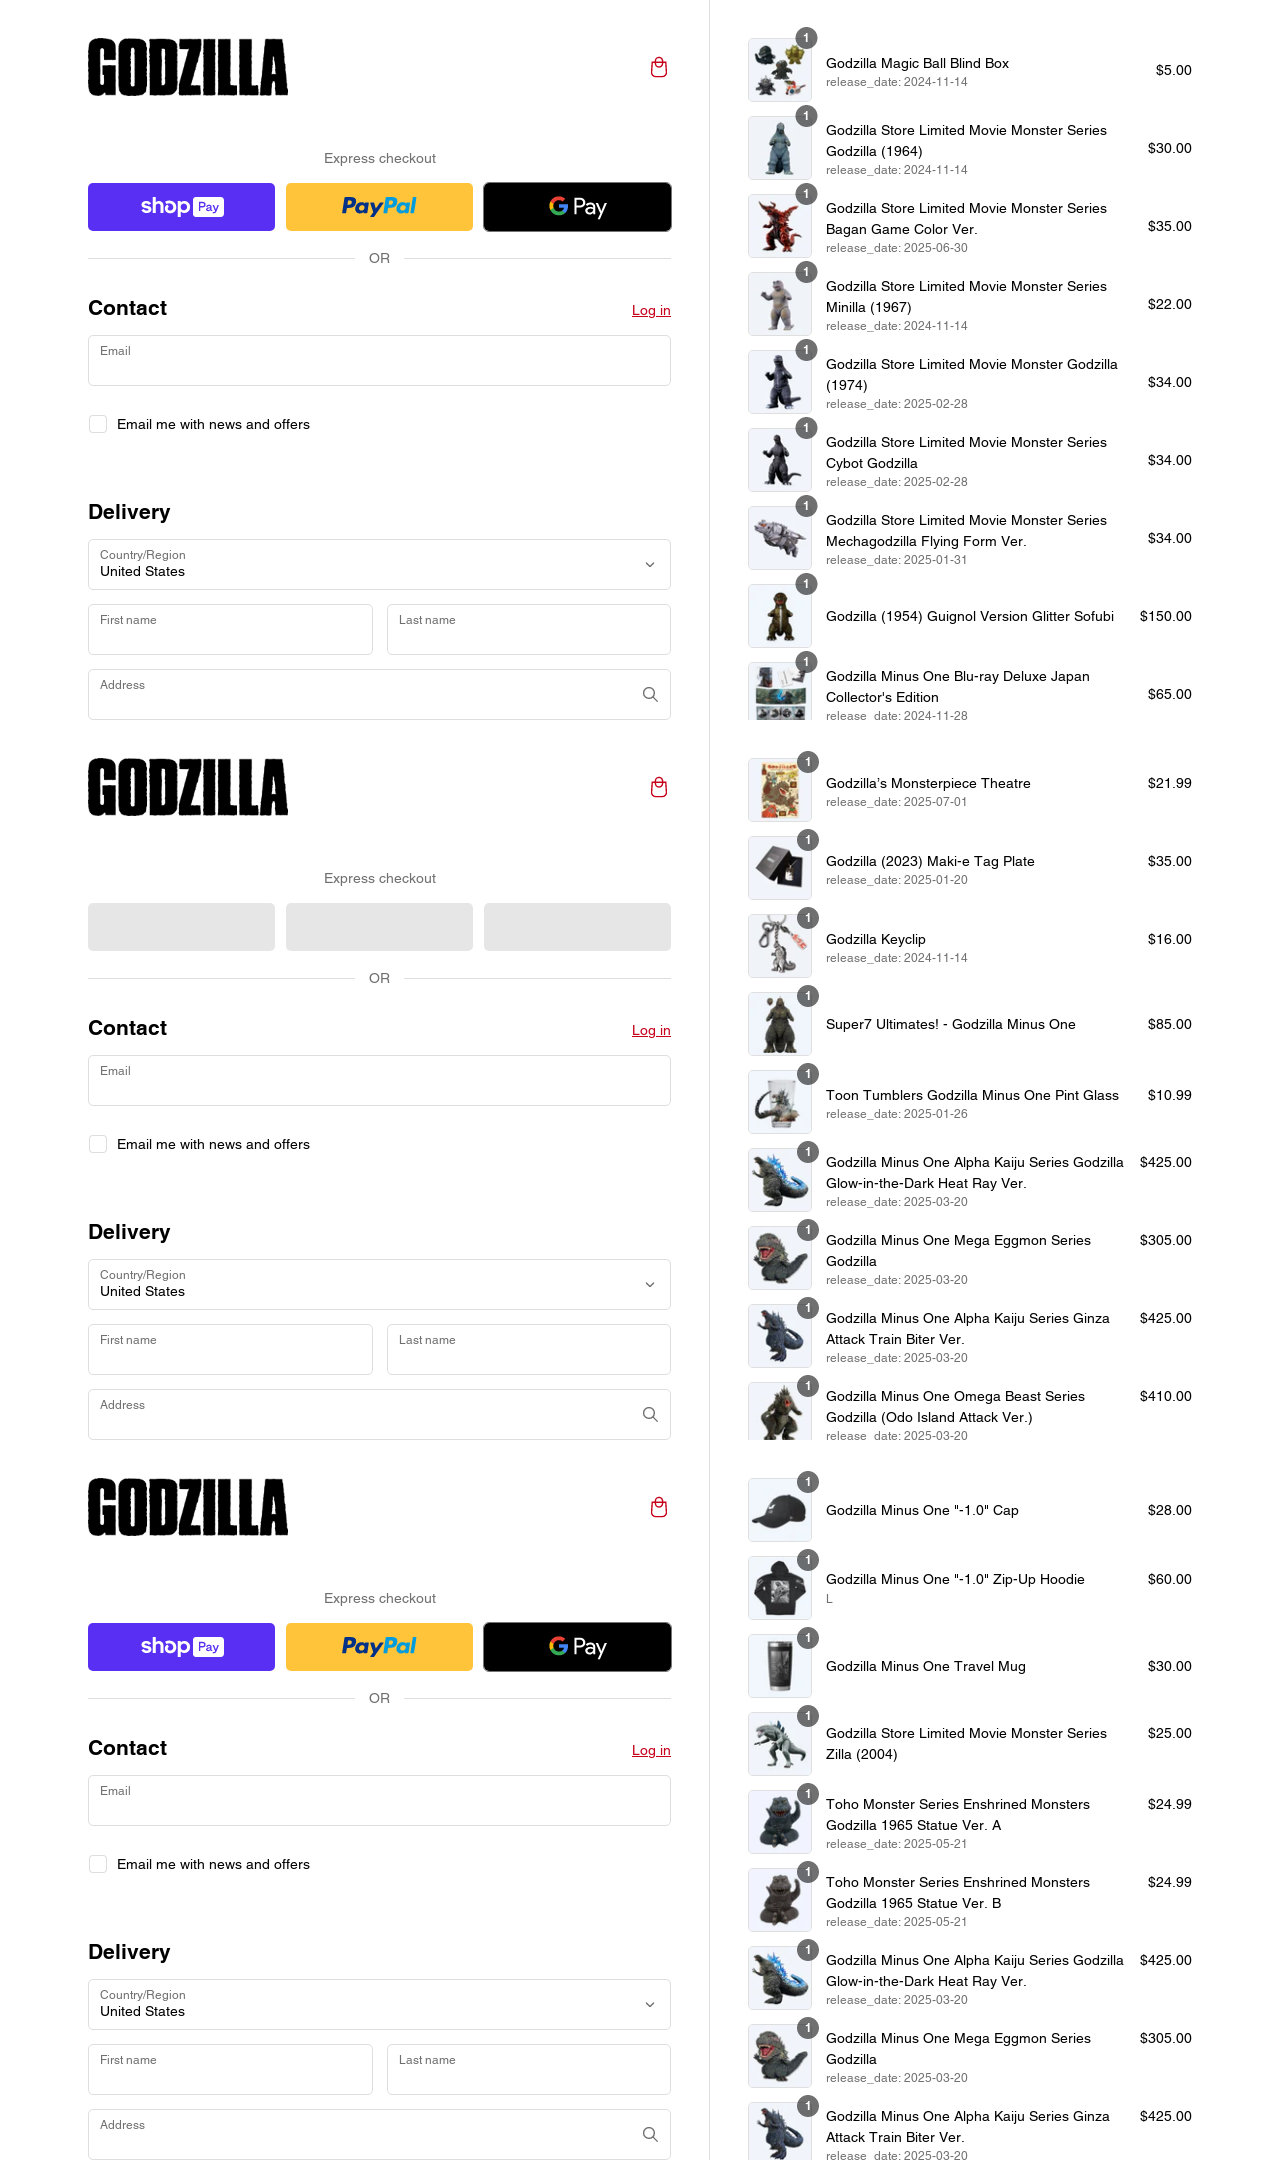 GODZILLA
Express checkout
shop Pay
PayPal
G Pay
OR
Contact
Log in
Email
Email me with news and offers
Delivery
Country/Region
United States
First name
Last name
Address
1
Godzilla Magic Ball Blind Box
release_date: 2024-11-14
$5.00
1
Godzilla Store Limited Movie Monster Series
Godzilla (1964)
release_date: 2024-11-14
$30.00
1
Godzilla Store Limited Movie Monster Series
Bagan Game Color Ver.
release_date: 2025-06-30
$35.00
1
Godzilla Store Limited Movie Monster Series
Minilla (1967)
release_date: 2024-11-14
$22.00
1
Godzilla Store Limited Movie Monster Godzilla
(1974)
release_date: 2025-02-28
$34.00
1
Godzilla Store Limited Movie Monster Series
Cybot Godzilla
release_date: 2025-02-28
$34.00
1
Godzilla Store Limited Movie Monster Series
Mechagodzilla Flying Form Ver.
release_date: 2025-01-31
$34.00
1
Godzilla (1954) Guignol Version Glitter Sofubi
$150.00
1
Godzilla Minus One Blu-ray Deluxe Japan
Collector's Edition
release_date: 2024-11-28
$65.00
GODZILLA
Express checkout
OR
Contact
Log in
Email
Email me with news and offers
Delivery
Country/Region
United States
First name
Last name
Address
1
Godzilla's Monsterpiece Theatre
release_date: 2025-07-01
$21.99
1
Godzilla (2023) Maki-e Tag Plate
release_date: 2025-01-20
$35.00
1
Godzilla Keyclip
release_date: 2024-11-14
$16.00
1
Super7 Ultimates! - Godzilla Minus One
$85.00
1
Toon Tumblers Godzilla Minus One Pint Glass
release_date: 2025-01-26
$10.99
1
Godzilla Minus One Alpha Kaiju Series Godzilla
Glow-in-the-Dark Heat Ray Ver.
release_date: 2025-03-20
$425.00
1
Godzilla Minus One Mega Eggmon Series
Godzilla
release_date: 2025-03-20
$305.00
1
Godzilla Minus One Alpha Kaiju Series Ginza
Attack Train Biter Ver.
release_date: 2025-03-20
$425.00
1
Godzilla Minus One Omega Beast Series
Godzilla (Odo Island Attack Ver.)
release_date: 2025-03-20
$410.00
GODZILLA
Express checkout
shop Pay
PayPal
G Pay
OR
Contact
Log in
Email
Email me with news and offers
Delivery
Country/Region
United States
First name
Last name
Address
1
Godzilla Minus One "-1.0" Cap
$28.00
1
Godzilla Minus One "-1.0" Zip-Up Hoodie
L
$60.00
1
Godzilla Minus One Travel Mug
$30.00
1
Godzilla Store Limited Movie Monster Series
Zilla (2004)
$25.00
1
Toho Monster Series Enshrined Monsters
Godzilla 1965 Statue Ver. A
release_date: 2025-05-21
$24.99
1
Toho Monster Series Enshrined Monsters
Godzilla 1965 Statue Ver. B
release_date: 2025-05-21
$24.99
1
Godzilla Minus One Alpha Kaiju Series Godzilla
Glow-in-the-Dark Heat Ray Ver.
release_date: 2025-03-20
$425.00
1
Godzilla Minus One Mega Eggmon Series
Godzilla
release_date: 2025-03-20
$305.00
1
Godzilla Minus One Alpha Kaiju Series Ginza
Attack Train Biter Ver.
release_date: 2025-03-20
$425.00